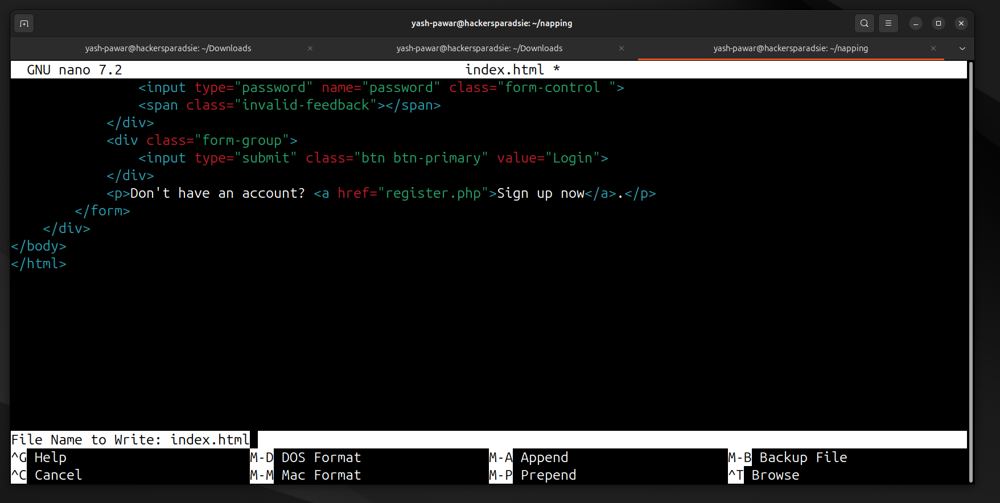 yash-pawar@hackersparadsie: ~/napping
yash-pawar@hackersparadsie: ~/Downloads
yash-pawar@hackersparadsie: ~/Downloads
yash-pawar@hackersparadsie: ~/napping
GNU nano 7.2 index.html *
<input type="password" name="password" class="form-control ">
<span class="invalid-feedback"></span>
</div>
<div class="form-group">
<input type="submit" class="btn btn-primary" value="Login">
</div>
<p>Don't have an account? <a href="register.php">Sign up now</a>.</p>
</form>
</div>
</body>
</html>
File Name to Write: index.html
^G Help M-D DOS Format M-A Append M-B Backup File
^C Cancel M-M Mac Format M-P Prepend ^T Browse